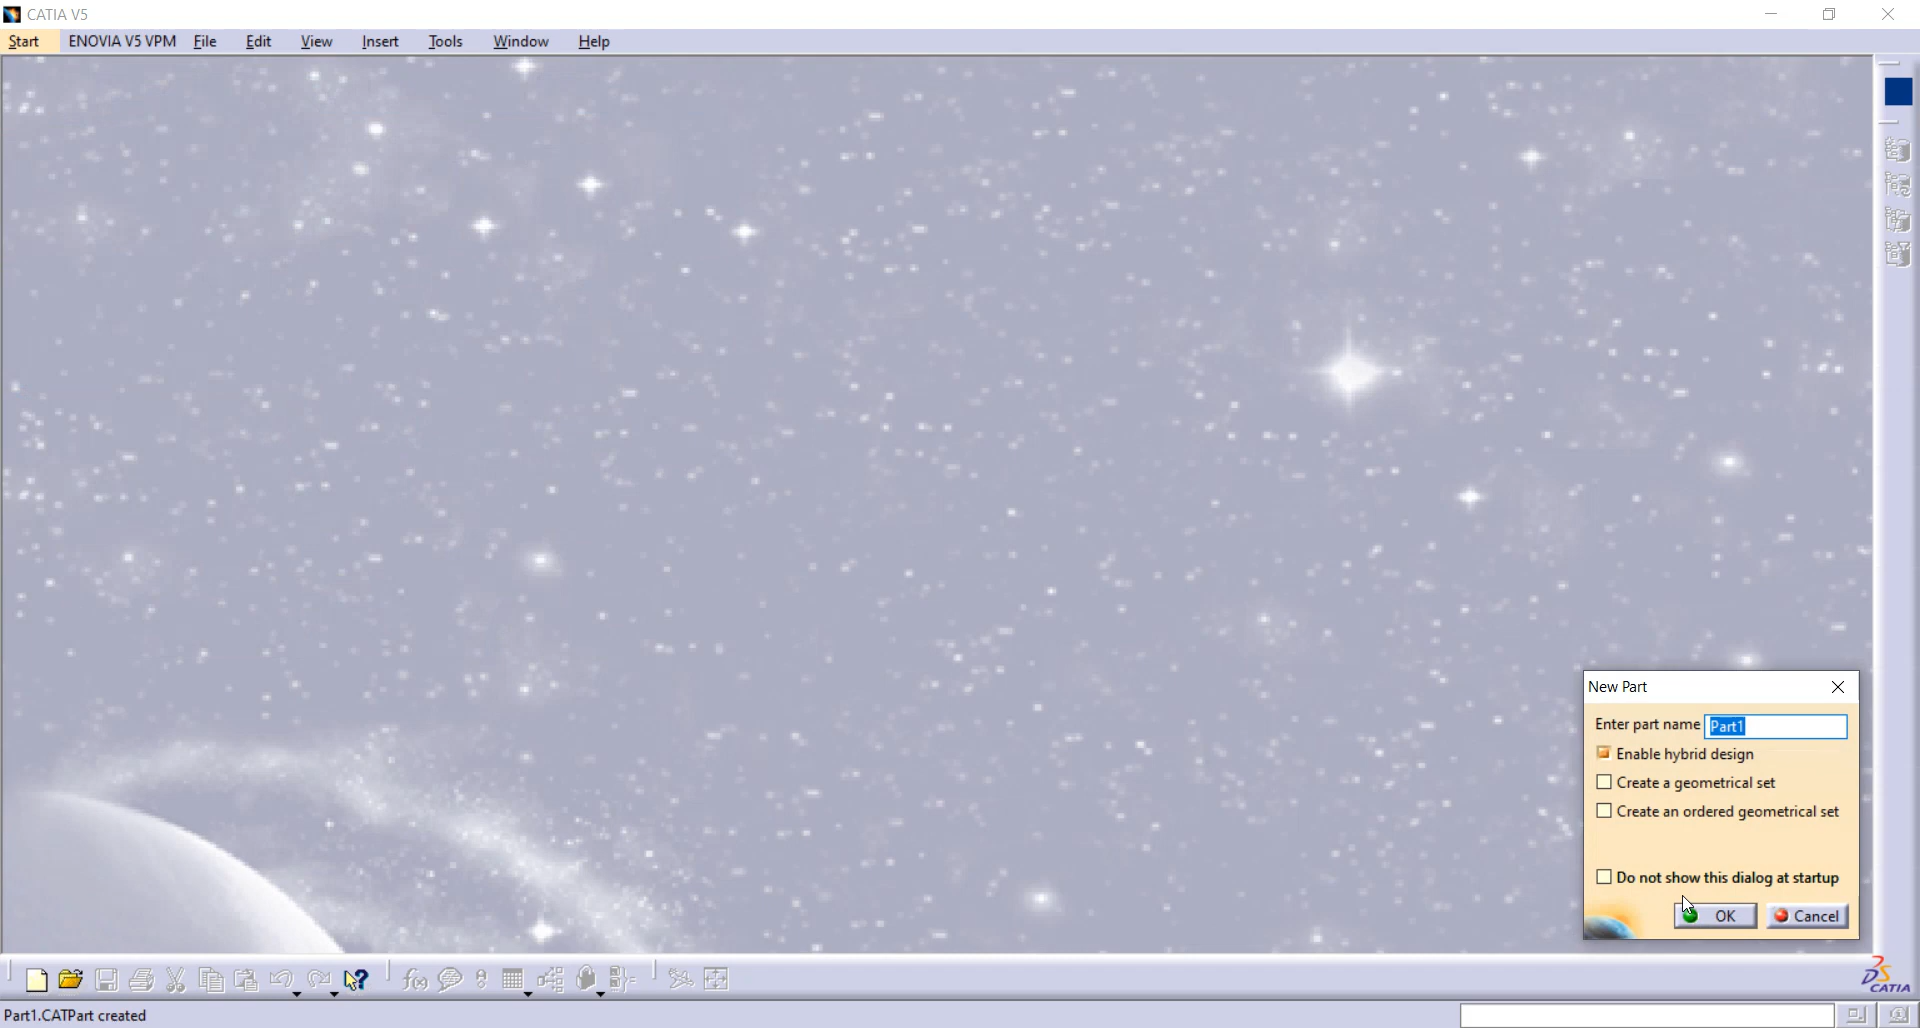 CATIA V5
Start ENOVIA V5 VPM File Edit View Insert Tools Window Help
New Part
Enter part name Part1
Enable hybrid design
Create a geometrical set
Create an ordered geometrical set
Do not show this dialog at startup
OK Cancel
f(x)
DS
CATIA
Part1.CATPart created